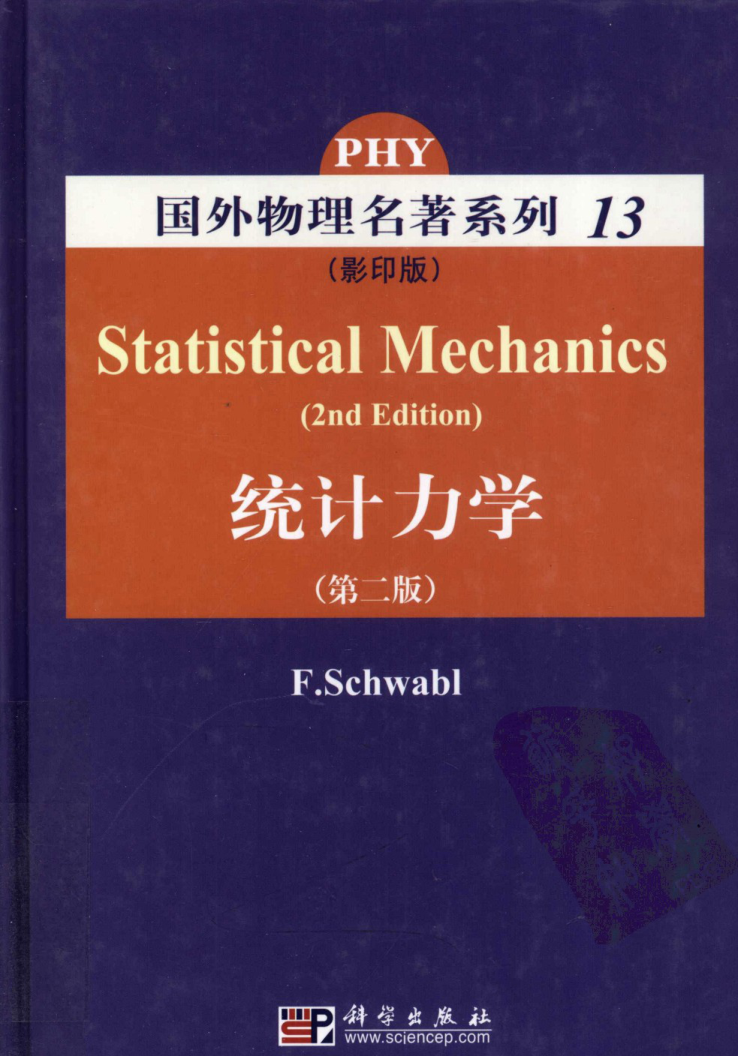 PHY
国外物理名著系列 13
(影印版)
Statistical Mechanics
(2nd Edition)
统计力学
(第二版)
F.Schwabl
科学出版社
www.sciencep.com